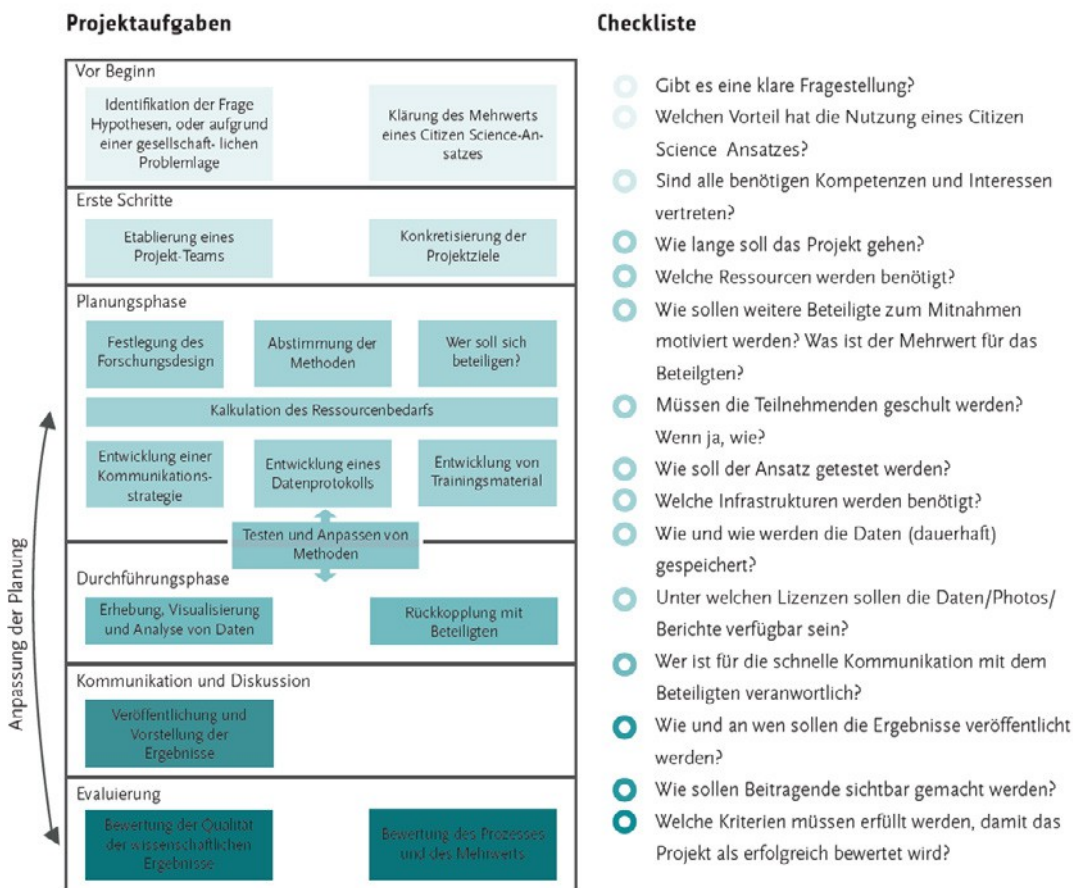 Projektaufgaben
Vor Beginn
Identifikation der Frage
Hypothesen, oder aufgrund
einer gesellschaft- lichen
Problemlage
Klärung des Mehrwerts
eines Citizen Science-An-
satzes
Erste Schritte
Etablierung eines
Projekt-Teams
Konkretisierung der
Projektziele
Planungsphase
Festlegung des
Forschungsdesign
Abstimmung der
Methoden
Wer soll sich
beteiligen?
Kalkulation des Ressourcenbedarfs
Entwicklung einer
Kommunikations-
strategie
Entwicklung eines
Datenprotokolls
Entwicklung von
Trainingsmaterial
Testen und Anpassen von
Methoden
Durchführungsphase
Erhebung, Visualisierung
und Analyse von Daten
Rückkopplung mit
Beteiligten
Kommunikation und Diskussion
Veröffentlichung und
Vorstellung der
Ergebnisse
Evaluierung
Bewertung der Qualität
der wissenschaftlichen
Ergebnisse
Bewertung des Prozesses
und des Mehrwerts
Anpassung der Planung
Checkliste
Gibt es eine klare Fragestellung?
Welchen Vorteil hat die Nutzung eines Citizen
Science Ansatzes?
Sind alle benötigen Kompetenzen und Interessen
vertreten?
Wie lange soll das Projekt gehen?
Welche Ressourcen werden benötigt?
Wie sollen weitere Beteiligte zum Mitnahmen
motiviert werden? Was ist der Mehrwert für das
Beteilgten?
Müssen die Teilnehmenden geschult werden?
Wenn ja, wie?
Wie soll der Ansatz getestet werden?
Welche Infrastrukturen werden benötigt?
Wie und wie werden die Daten (dauerhaft)
gespeichert?
Unter welchen Lizenzen sollen die Daten/Photos/
Berichte verfügbar sein?
Wer ist für die schnelle Kommunikation mit dem
Beteiligten veranwortlich?
Wie und an wen sollen die Ergebnisse veröffentlicht
werden?
Wie sollen Beitragende sichtbar gemacht werden?
Welche Kriterien müssen erfüllt werden, damit das
Projekt als erfolgreich bewertet wird?